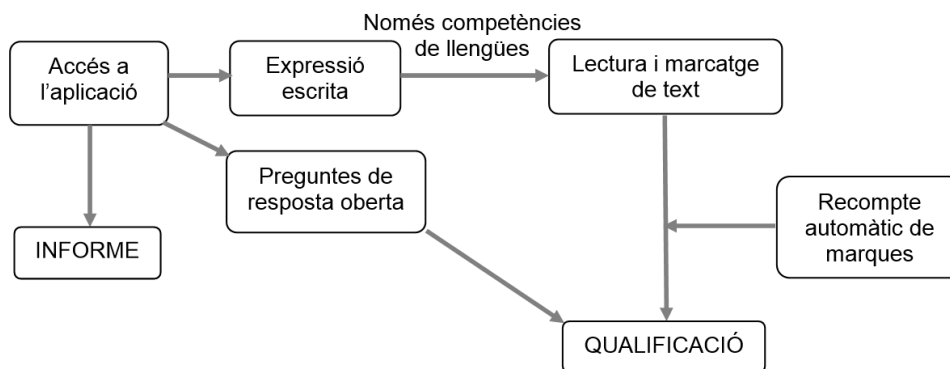 Només competències
de llengües
Accés a
l’aplicació
Expressió
escrita
Lectura i marcatge
de text
Preguntes de
resposta oberta
Recompte
automàtic de
marques
INFORME
QUALIFICACIÓ